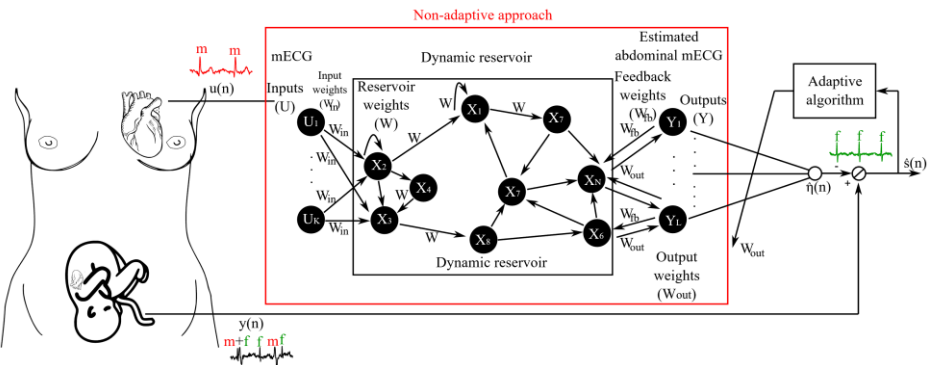 Non-adaptive approach
m m
u(n)
mECG
Inputs
(U)
Input
weights
(Win)
Dynamic reservoir
Reservoir
weights
(W)
Estimated
abdominal mECG
Feedback
weights
(Wfb)
Outputs
(Y)
Adaptive
algorithm
U1
UK
Win
Win
Win
Win
X2
X3
X4
X1
X7
X7
X8
XN
X6
W
W
W
W
W
W
Wfb
Wout
Wfb
Wout
Y1
YL
Dynamic reservoir
Output
weights
(Wout)
Wout
f f f
-
+
η̂(n)
ŝ(n)
y(n)
m+f f m f